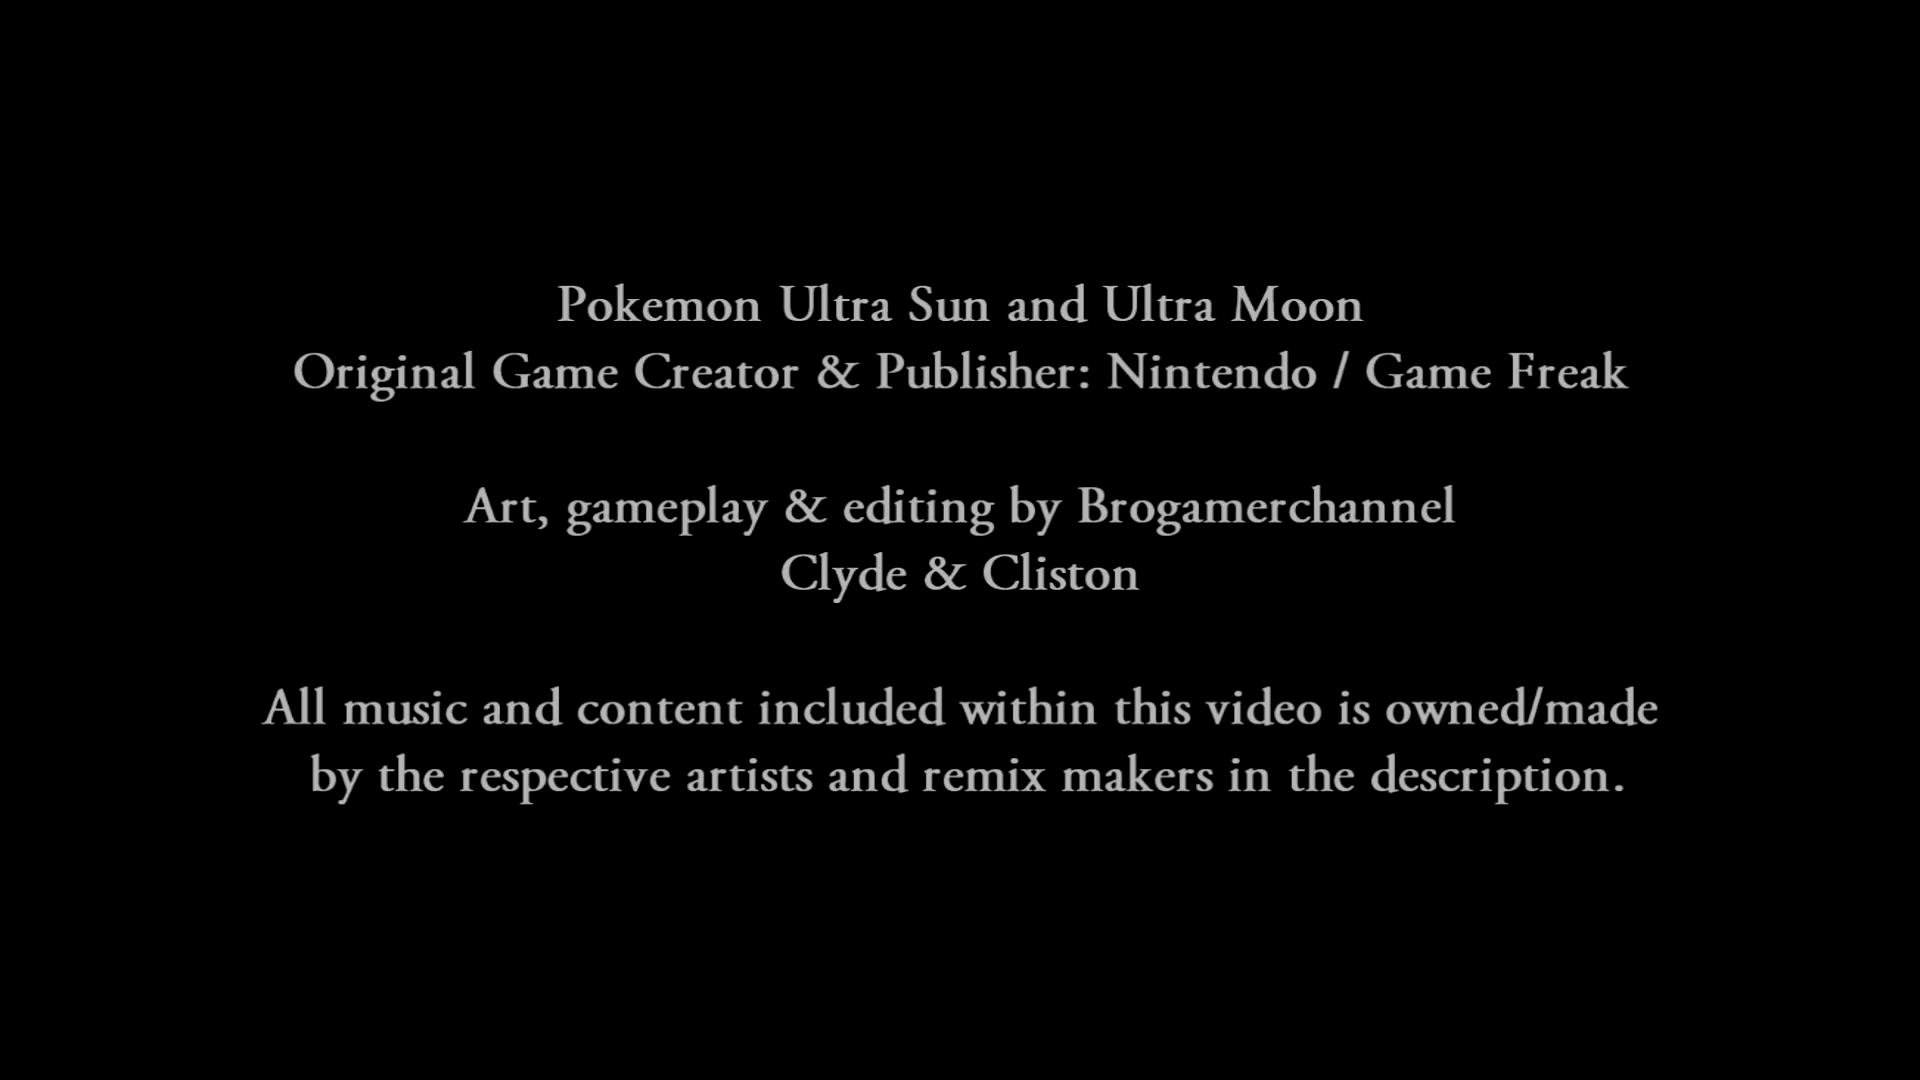 Pokemon Ultra Sun and Ultra Moon
Original Game Creator & Publisher: Nintendo / Game Freak
Art, gameplay & editing by Brogamerchannel
Clyde & Cliston
All music and content included within this video is owned/made
by the respective artists and remix makers in the description.